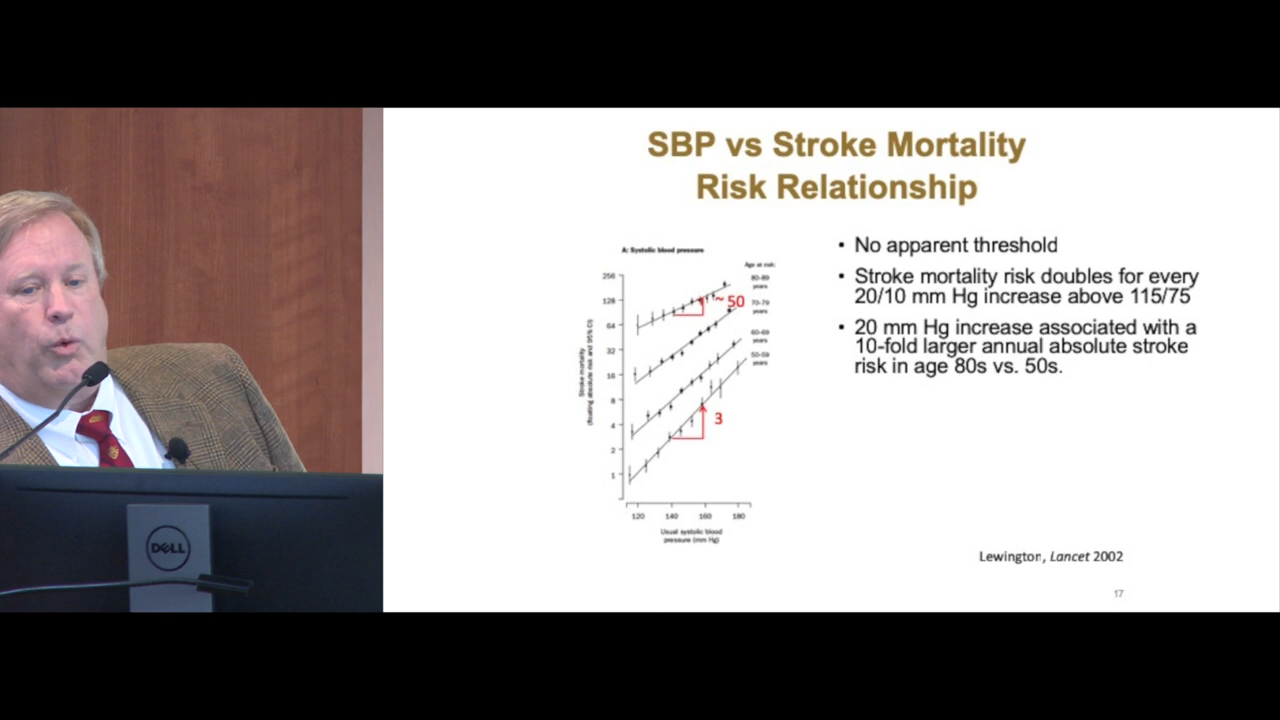 SBP vs Stroke Mortality
Risk Relationship
A: Systolic blood pressure
Age at risk:
80–89
years
70–79
years
60–69
years
50–59
years
256
128
64
32
16
8
4
2
1
~ 50
3
Stroke mortality
(floating absolute risk and 95% CI)
120 140 160 180
Usual systolic blood
pressure (mm Hg)
• No apparent threshold
• Stroke mortality risk doubles for every
20/10 mm Hg increase above 115/75
• 20 mm Hg increase associated with a
10-fold larger annual absolute stroke
risk in age 80s vs. 50s.
Lewington, Lancet 2002
17
DELL